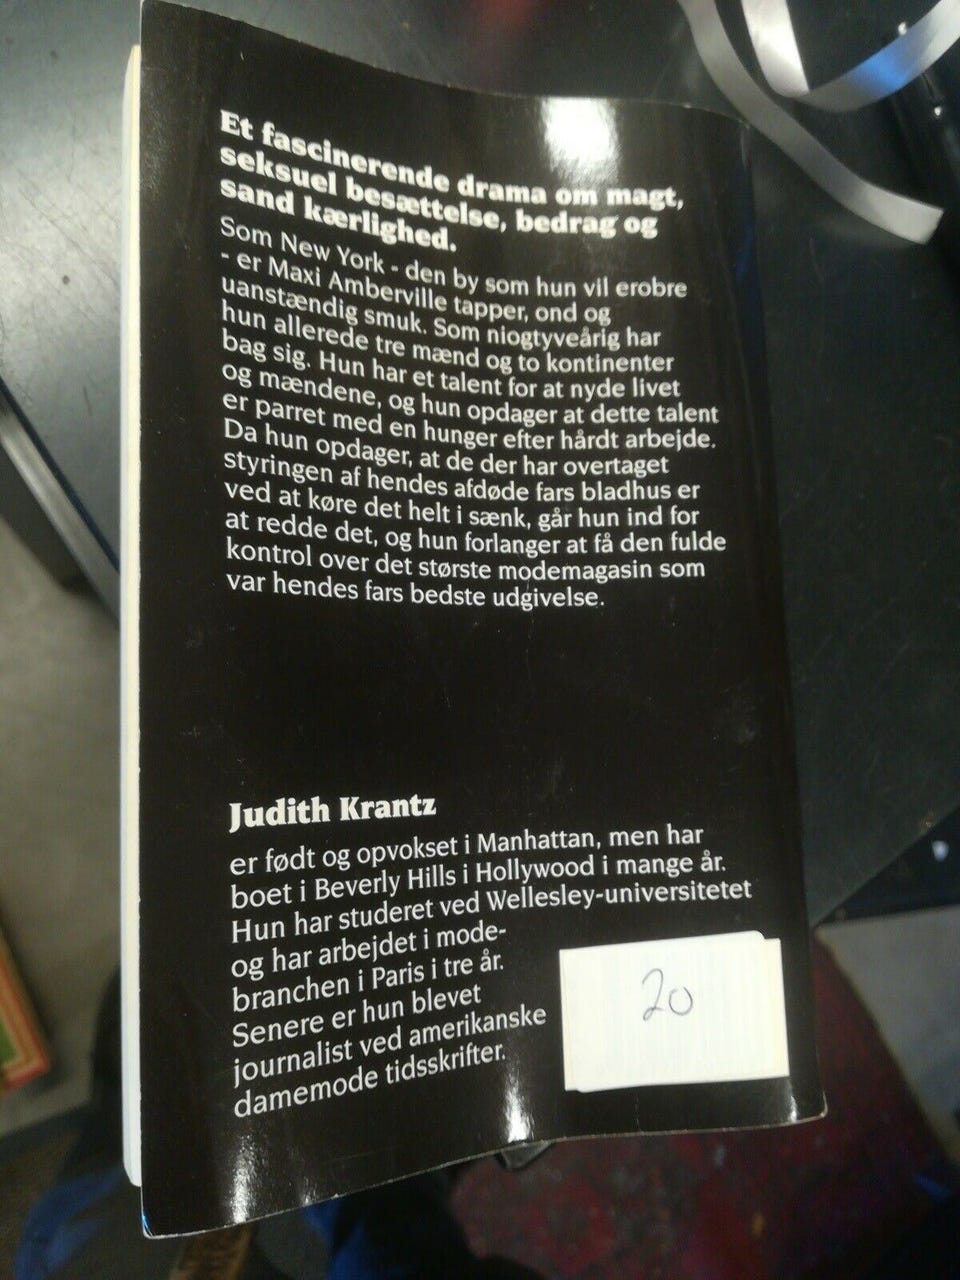 Et fascinerende drama om magt,
seksuel besættelse, bedrag og
sand kærlighed.
Som New York - den by som hun vil erobre
- er Maxi Amberville tapper, ond og
uanstændig smuk. Som niogtyveårig har
hun allerede tre mænd og to kontinenter
bag sig. Hun har et talent for at nyde livet
og mændene, og hun opdager at dette talent
er parret med en hunger efter hårdt arbejde.
Da hun opdager, at de der har overtaget
styringen af hendes afdøde fars bladhus er
ved at køre det helt i sænk, går hun ind for
at redde det, og hun forlanger at få den fulde
kontrol over det største modemagasin som
var hendes fars bedste udgivelse.
Judith Krantz
er født og opvokset i Manhattan, men har
boet i Beverly Hills i Hollywood i mange år.
Hun har studeret ved Wellesley-universitetet
og har arbejdet i mode-
branchen i Paris i tre år.
Senere er hun blevet
journalist ved amerikanske
damemode tidsskrifter.
20